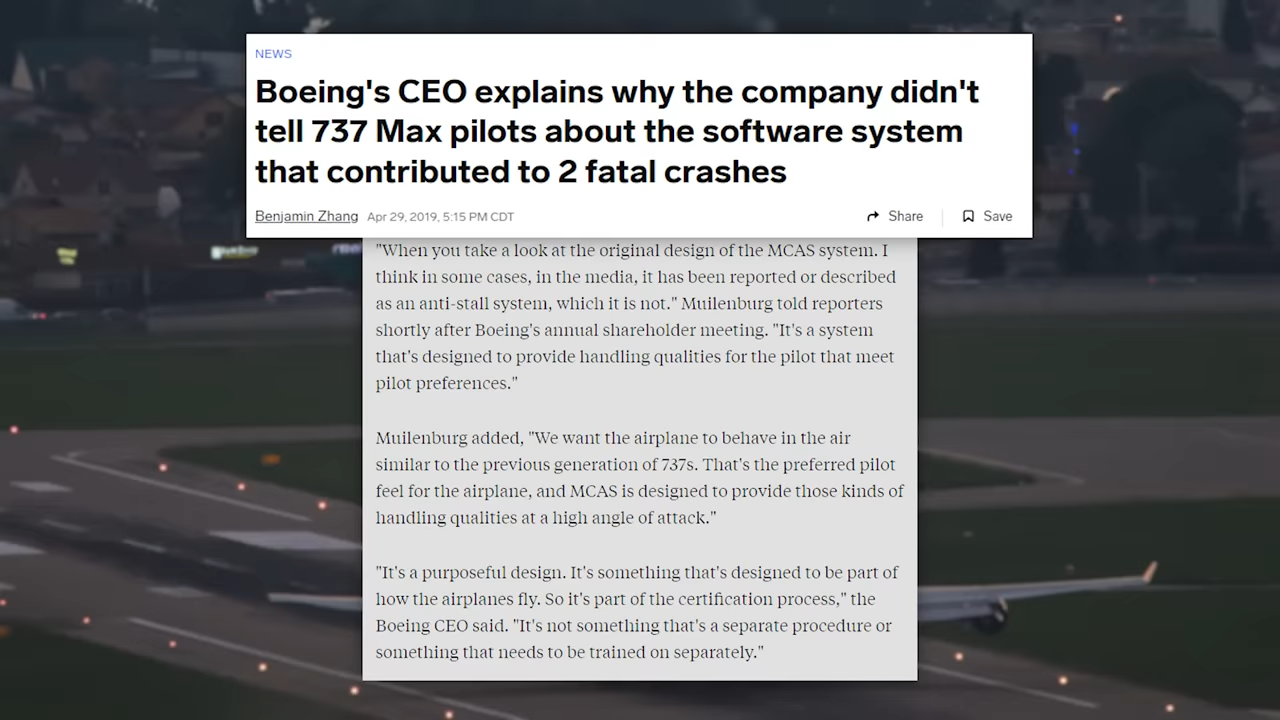 NEWS
Boeing's CEO explains why the company didn't
tell 737 Max pilots about the software system
that contributed to 2 fatal crashes
Benjamin Zhang Apr 29, 2019, 5:15 PM CDT Share Save
"When you take a look at the original design of the MCAS system. I
think in some cases, in the media, it has been reported or described
as an anti-stall system, which it is not." Muilenburg told reporters
shortly after Boeing's annual shareholder meeting. "It's a system
that's designed to provide handling qualities for the pilot that meet
pilot preferences."
Muilenburg added, "We want the airplane to behave in the air
similar to the previous generation of 737s. That's the preferred pilot
feel for the airplane, and MCAS is designed to provide those kinds of
handling qualities at a high angle of attack."
"It's a purposeful design. It's something that's designed to be part of
how the airplanes fly. So it's part of the certification process," the
Boeing CEO said. "It's not something that's a separate procedure or
something that needs to be trained on separately."